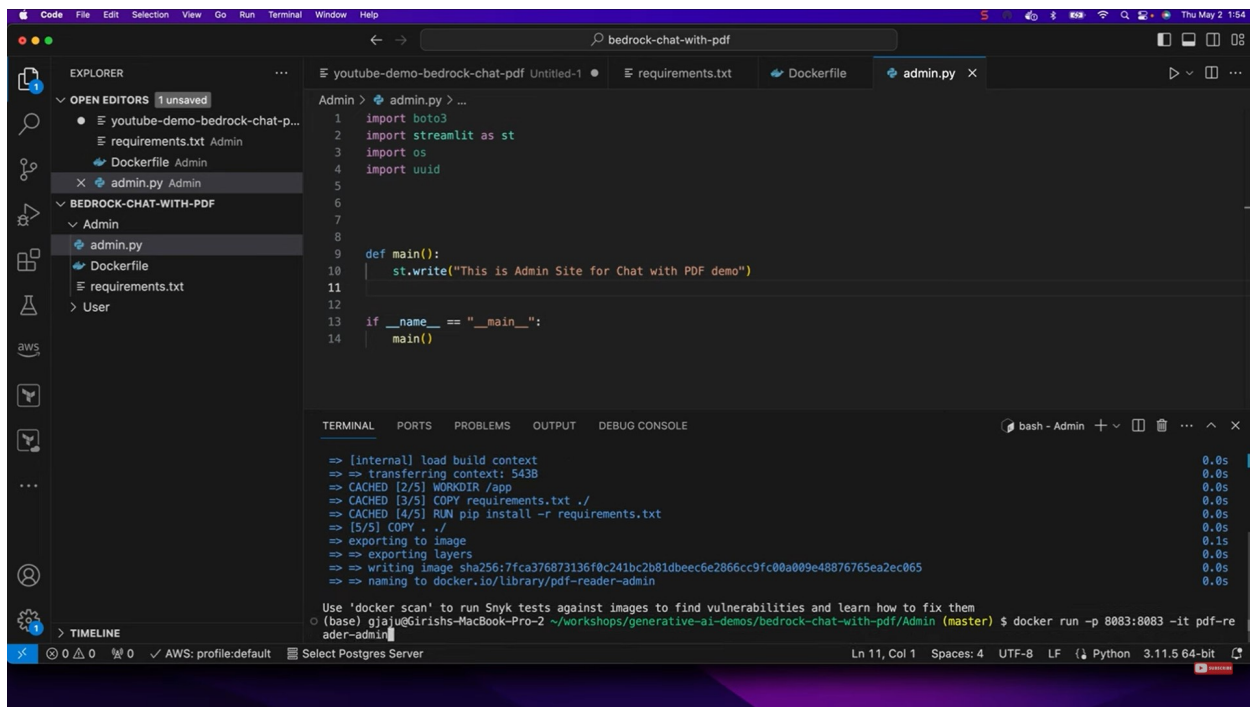 Code File Edit Selection View Go Run Terminal Window Help Thu May 2 1:54
bedrock-chat-with-pdf
EXPLORER
youtube-demo-bedrock-chat-pdf Untitled-1 requirements.txt Dockerfile admin.py
OPEN EDITORS 1 unsaved
youtube-demo-bedrock-chat-p...
requirements.txt Admin
Dockerfile Admin
admin.py Admin
BEDROCK-CHAT-WITH-PDF
Admin
admin.py
Dockerfile
requirements.txt
User
aws
TIMELINE
Admin > admin.py > ...
1 import boto3
2 import streamlit as st
3 import os
4 import uuid
5
6
7
8
9 def main():
10 st.write("This is Admin Site for Chat with PDF demo")
11
12
13 if __name__ == "__main__":
14 main()
TERMINAL PORTS PROBLEMS OUTPUT DEBUG CONSOLE bash - Admin
=> [internal] load build context 0.0s
=> => transferring context: 543B 0.0s
=> CACHED [2/5] WORKDIR /app 0.0s
=> CACHED [3/5] COPY requirements.txt ./ 0.0s
=> CACHED [4/5] RUN pip install -r requirements.txt 0.0s
=> [5/5] COPY . ./ 0.0s
=> exporting to image 0.1s
=> => exporting layers 0.0s
=> => writing image sha256:7fca376873136f0c241bc2b81dbeec6e2866cc9fc00a009e48876765ea2ec065 0.0s
=> => naming to docker.io/library/pdf-reader-admin 0.0s
Use 'docker scan' to run Snyk tests against images to find vulnerabilities and learn how to fix them
(base) gjaju@Girishs-MacBook-Pro-2 ~/workshops/generative-ai-demos/bedrock-chat-with-pdf/Admin (master) $ docker run -p 8083:8083 -it pdf-re
ader-admin
0 0 0 AWS: profile:default Select Postgres Server Ln 11, Col 1 Spaces: 4 UTF-8 LF Python 3.11.5 64-bit
SUBSCRIBE